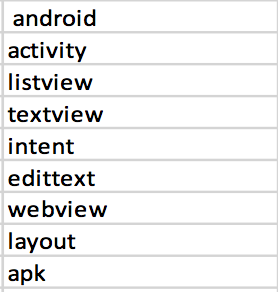 android
activity
listview
textview
intent
edittext
webview
layout
apk